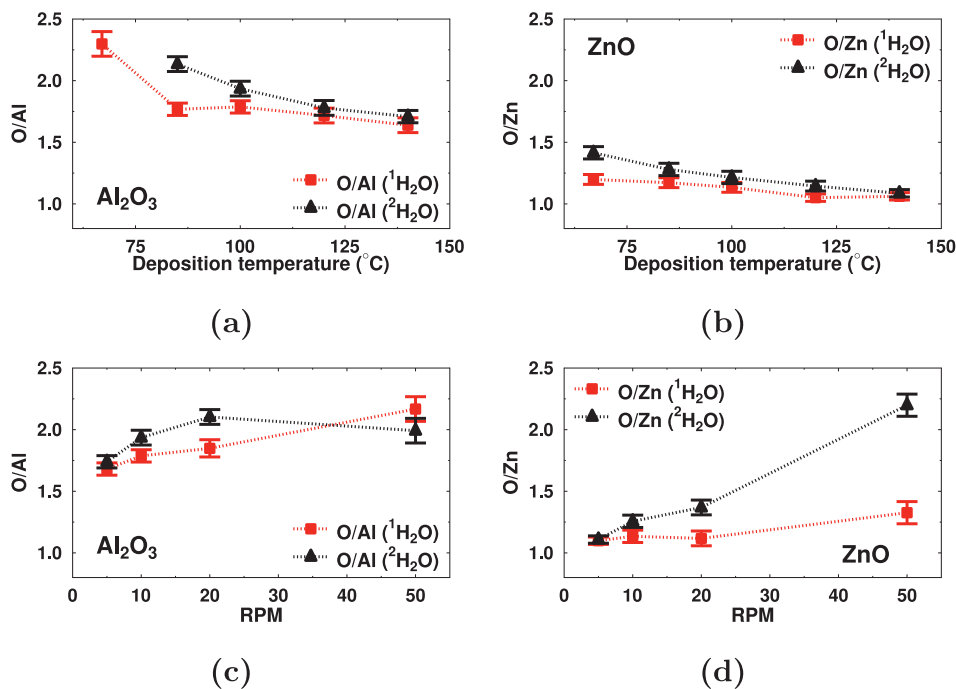 2.5
2.0
1.5
1.0
O/Al
Al₂O₃
O/Al (¹H₂O)
O/Al (²H₂O)
75 100 125 150
Deposition temperature (°C)
(a)
2.5
2.0
1.5
1.0
O/Zn
ZnO
O/Zn (¹H₂O)
O/Zn (²H₂O)
75 100 125 150
Deposition temperature (°C)
(b)
2.5
2.0
1.5
1.0
O/Al
Al₂O₃
O/Al (¹H₂O)
O/Al (²H₂O)
0 10 20 30 40 50
RPM
(c)
2.5
2.0
1.5
1.0
O/Zn
O/Zn (¹H₂O)
O/Zn (²H₂O)
ZnO
0 10 20 30 40 50
RPM
(d)